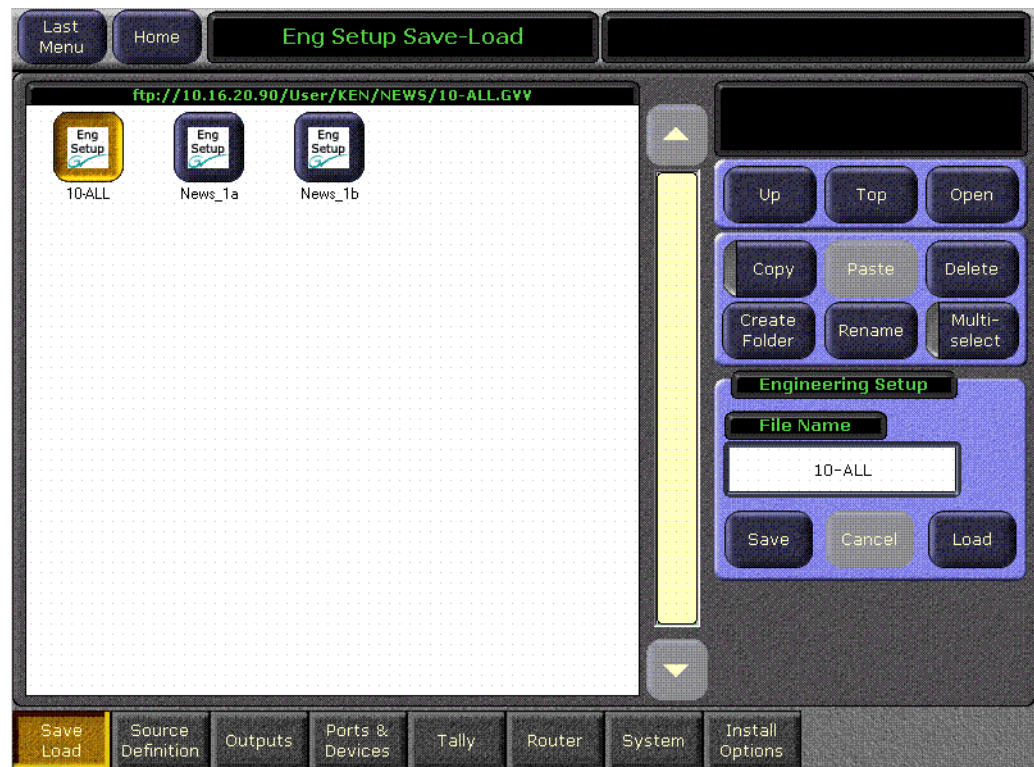 Last
Menu
Home
Eng Setup Save-Load
ftp://10.16.20.90/User/KEN/NEWS/10-ALL.GVV
Eng
Setup
Eng
Setup
Eng
Setup
10-ALL
News_1a
News_1b
Up
Top
Open
Copy
Paste
Delete
Create
Folder
Rename
Multi-
select
Engineering Setup
File Name
10-ALL
Save
Cancel
Load
Save
Load
Source
Definition
Outputs
Ports &
Devices
Tally
Router
System
Install
Options